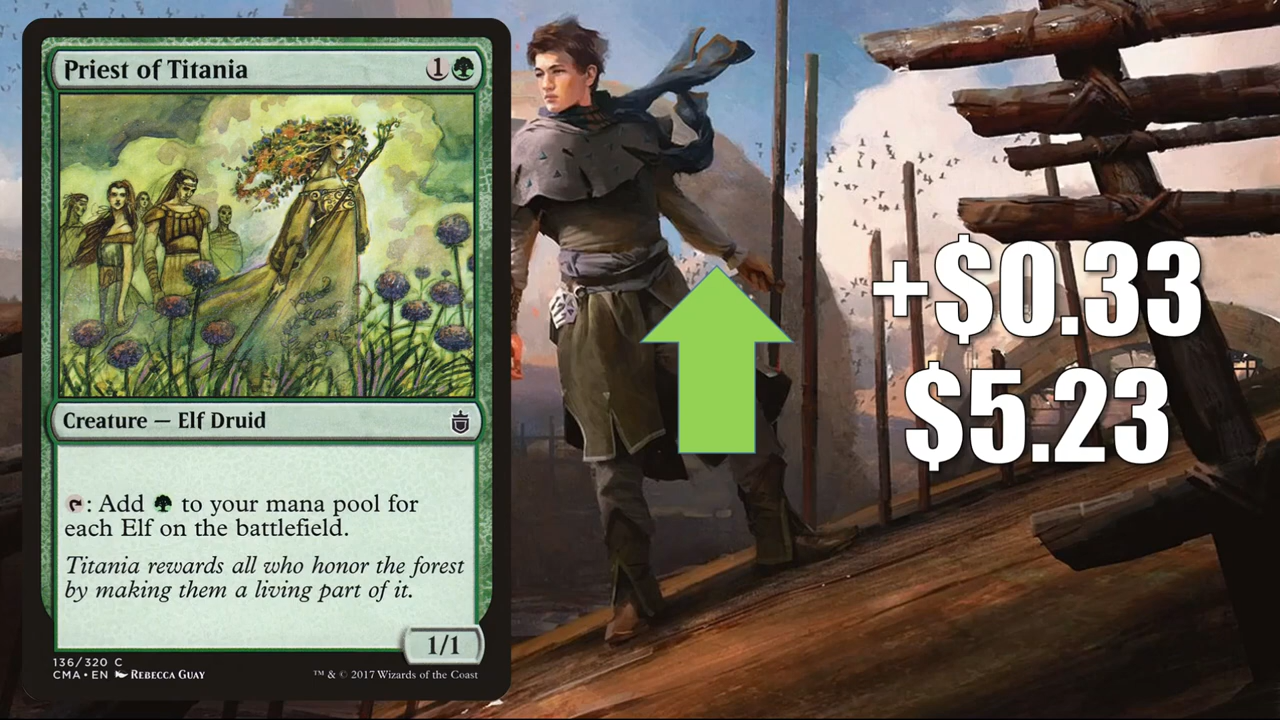 Priest of Titania 1
: Add to your mana pool for
each Elf on the battlefield.
Creature — Elf Druid
Titania rewards all who honor the forest
by making them a living part of it.
1/1
136/320 C
CMA • EN REBECCA GUAY
™ & © 2017 Wizards of the Coast
+$0.33
$5.23